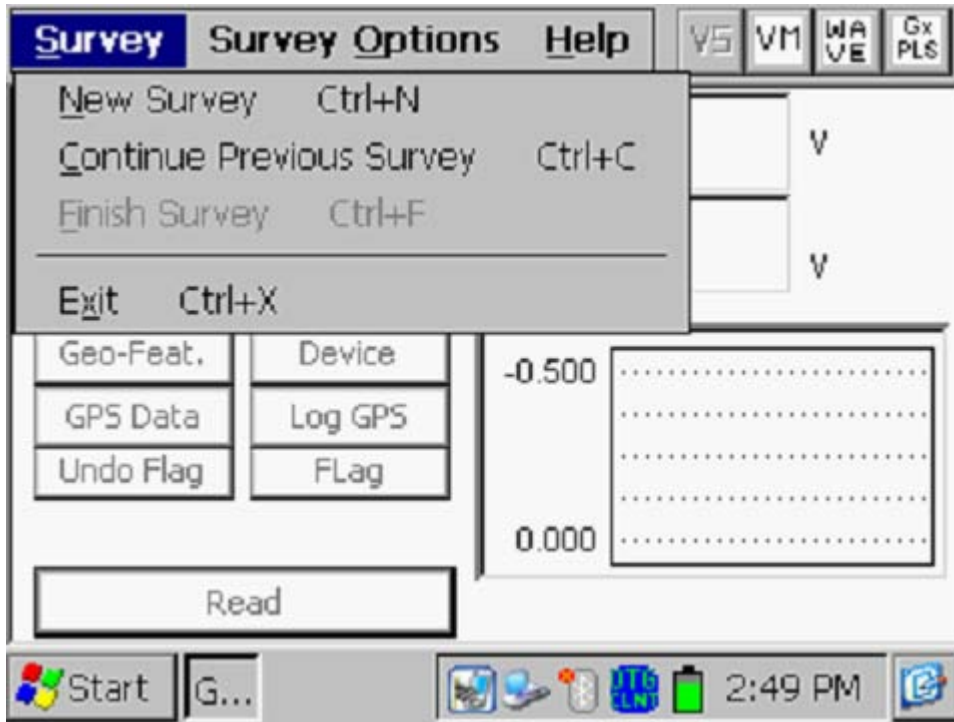 Survey Survey Options Help VS VM WA VE Gx PLS
New Survey Ctrl+N
Continue Previous Survey Ctrl+C
Finish Survey Ctrl+F
Exit Ctrl+X
V
V
Geo-Feat. Device
GPS Data Log GPS
Undo Flag FLag
Read
-0.500
0.000
Start G... UTG CLNT 2:49 PM